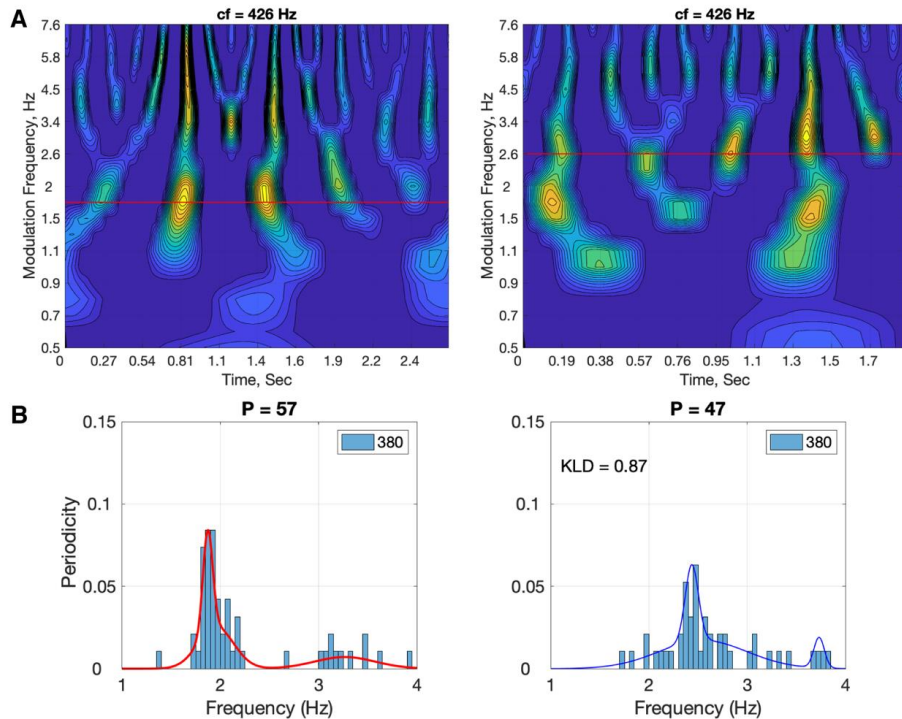 A
cf = 426 Hz
cf = 426 Hz
Modulation Frequency, Hz
7.6
5.8
4.5
3.4
2.6
2
1.5
1.1
0.9
0.7
0.5
0 0.27 0.54 0.81 1.1 1.4 1.6 1.9 2.2 2.4
Time, Sec
Modulation Frequency, Hz
7.6
5.8
4.5
3.4
2.6
2
1.5
1.1
0.9
0.7
0.5
0 0.19 0.38 0.57 0.76 0.95 1.1 1.3 1.5 1.7
Time, Sec
B
P = 57
P = 47
Periodicity
0.15
0.1
0.05
0
380
1 2 3 4
Frequency (Hz)
0.15
0.1
0.05
0
KLD = 0.87
380
1 2 3 4
Frequency (Hz)